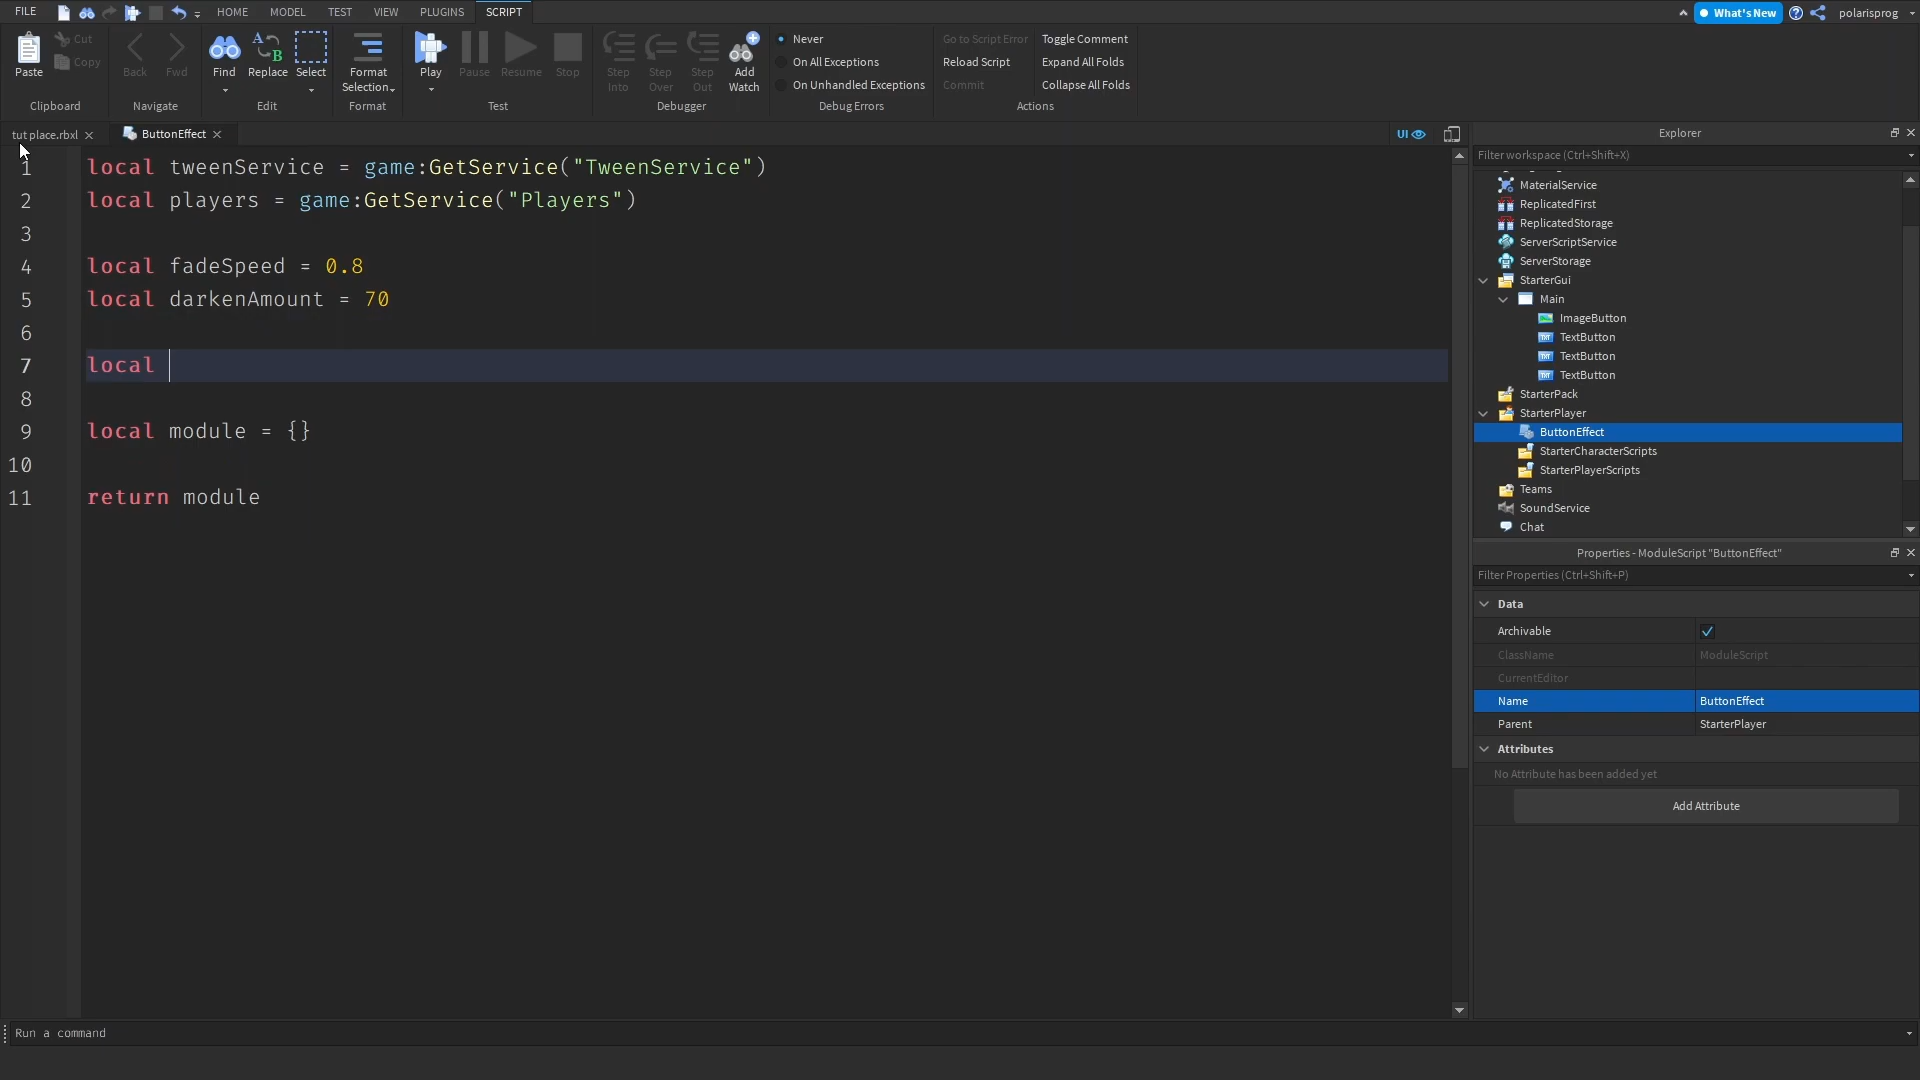 FILE HOME MODEL TEST VIEW PLUGINS SCRIPT What's New polarisprog
Paste Cut Copy Clipboard
Back Fwd Navigate
Find Replace Select Edit
Format Selection Format
Play Pause Resume Stop Test
Step Into Step Over Step Out Add Watch Debugger
Never
On All Exceptions
On Unhandled Exceptions
Debug Errors
Go to Script Error Toggle Comment
Reload Script Expand All Folds
Commit Collapse All Folds
Actions
tut place.rbxl ButtonEffect UI
1 local tweenService = game:GetService("TweenService")
2 local players = game:GetService("Players")
3
4 local fadeSpeed = 0.8
5 local darkenAmount = 70
6
7 local
8
9 local module = {}
10
11 return module
Explorer
Filter workspace (Ctrl+Shift+X)
MaterialService
ReplicatedFirst
ReplicatedStorage
ServerScriptService
ServerStorage
StarterGui
Main
ImageButton
TextButton
TextButton
TextButton
StarterPack
StarterPlayer
ButtonEffect
StarterCharacterScripts
StarterPlayerScripts
Teams
SoundService
Chat
Properties - ModuleScript "ButtonEffect"
Filter Properties (Ctrl+Shift+P)
Data
Archivable
ClassName ModuleScript
CurrentEditor
Name ButtonEffect
Parent StarterPlayer
Attributes
No Attribute has been added yet
Add Attribute
Run a command